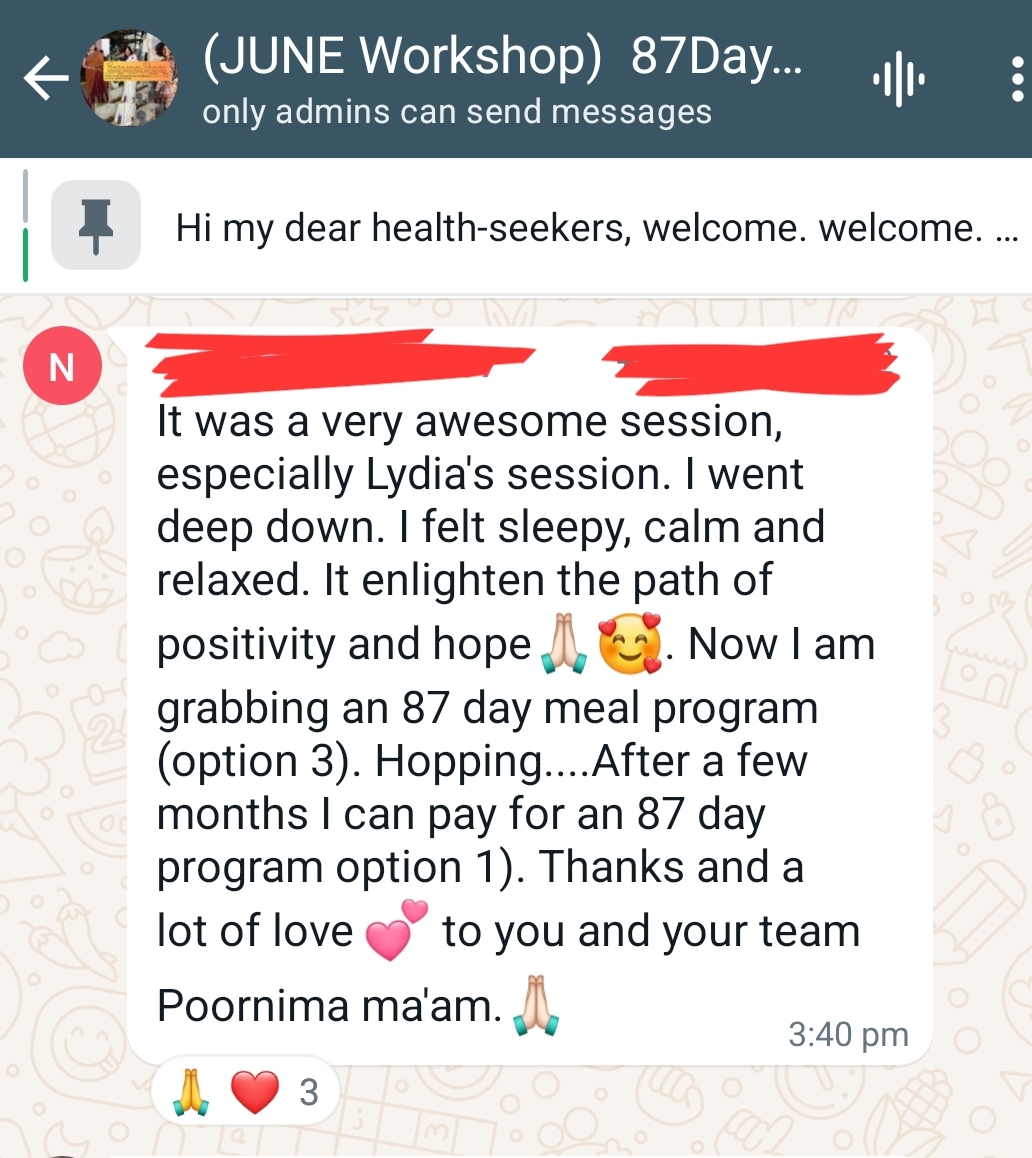 (JUNE Workshop) 87Day...
only admins can send messages
Hi my dear health-seekers, welcome. welcome. ...
N
It was a very awesome session,
especially Lydia's session. I went
deep down. I felt sleepy, calm and
relaxed. It enlighten the path of
positivity and hope🙏🏻🥰. Now I am
grabbing an 87 day meal program
(option 3). Hopping....After a few
months I can pay for an 87 day
program option 1). Thanks and a
lot of love 💕 to you and your team
Poornima ma'am.🙏🏻
3:40 pm
🙏 ❤️ 3